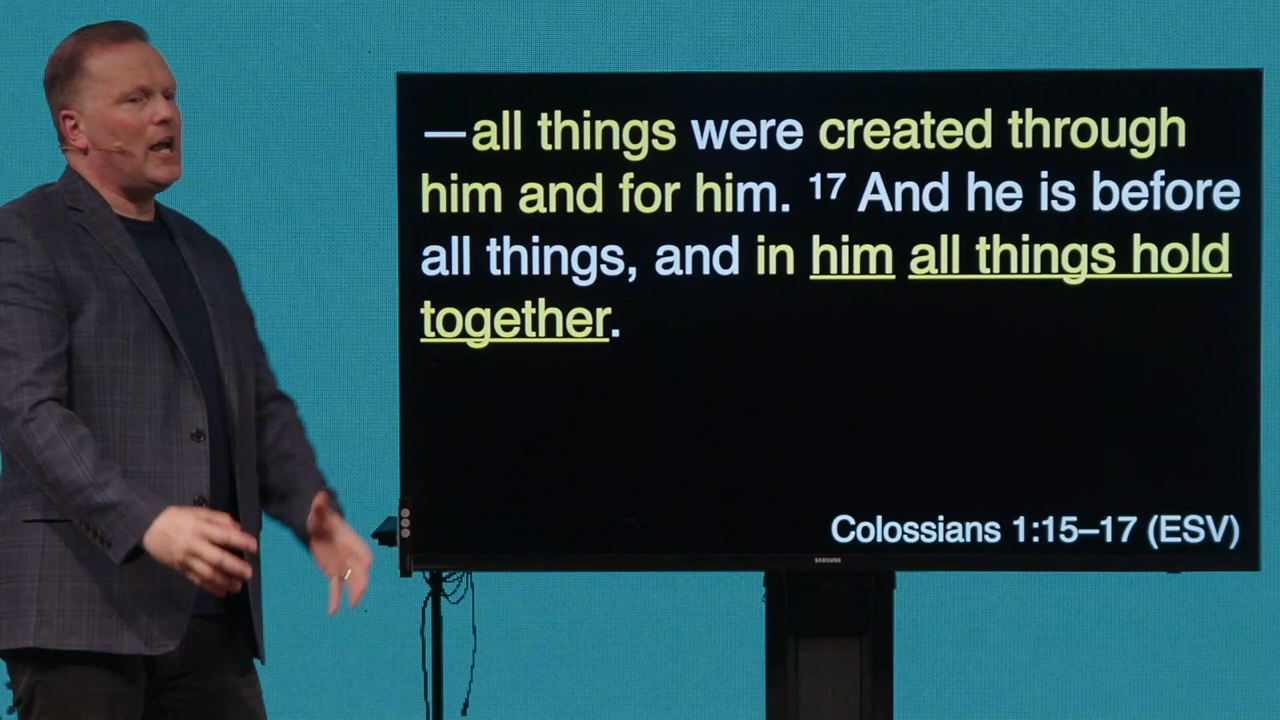 —all things were created through
him and for him. 17 And he is before
all things, and in him all things hold
together.
Colossians 1:15–17 (ESV)
SAMSUNG